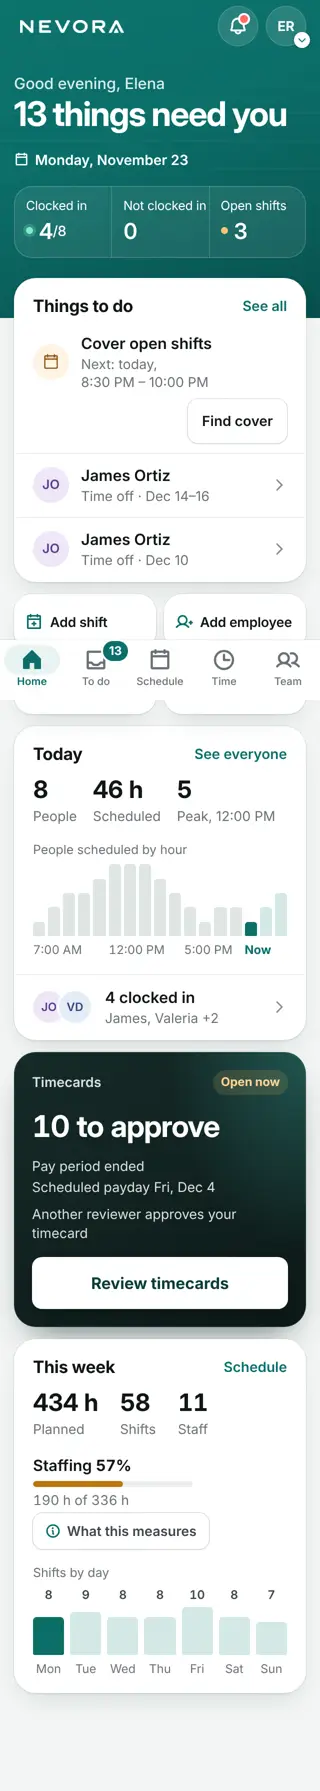 NEVORA
ER
Good evening, Elena
13 things need you
Monday, November 23
Clocked in
4/8
Not clocked in
0
Open shifts
3
Things to do
See all
Cover open shifts
Next: today,
8:30 PM – 10:00 PM
Find cover
JO
James Ortiz
Time off · Dec 14–16
JO
James Ortiz
Time off · Dec 10
Add shift
Add employee
13
Home
To do
Schedule
Time
Team
Today
See everyone
8
People
46 h
Scheduled
5
Peak, 12:00 PM
People scheduled by hour
7:00 AM
12:00 PM
5:00 PM
Now
JO
VD
4 clocked in
James, Valeria +2
Timecards
Open now
10 to approve
Pay period ended
Scheduled payday Fri, Dec 4
Another reviewer approves your
timecard
Review timecards
This week
Schedule
434 h
Planned
58
Shifts
11
Staff
Staffing 57%
190 h of 336 h
What this measures
Shifts by day
8 9 8 8 10 8 7
Mon Tue Wed Thu Fri Sat Sun